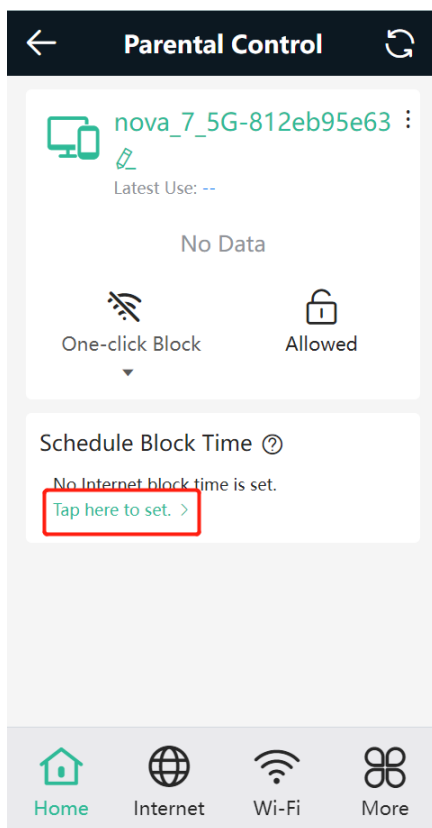 Parental Control
nova_7_5G-812eb95e63
Latest Use: --
No Data
One-click Block
Allowed
Schedule Block Time
No Internet block time is set.
Tap here to set. >
Home
Internet
Wi-Fi
More